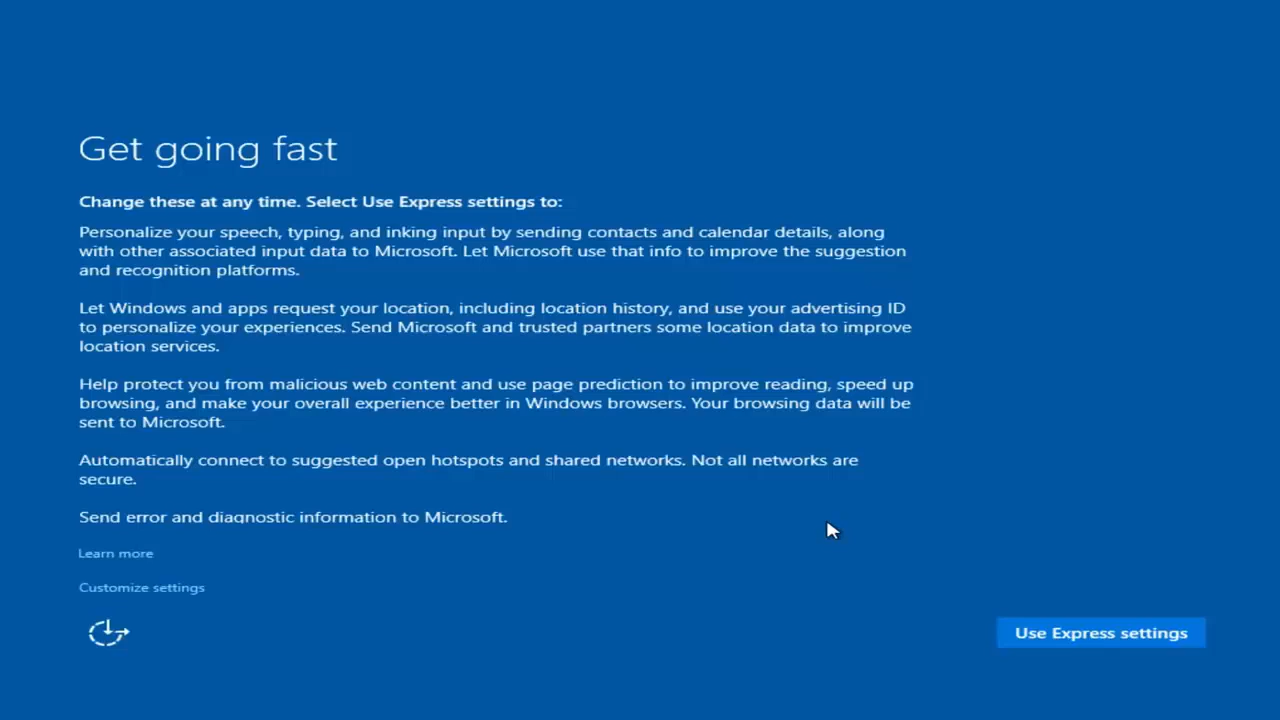 Get going fast
Change these at any time. Select Use Express settings to:
Personalize your speech, typing, and inking input by sending contacts and calendar details, along
with other associated input data to Microsoft. Let Microsoft use that info to improve the suggestion
and recognition platforms.
Let Windows and apps request your location, including location history, and use your advertising ID
to personalize your experiences. Send Microsoft and trusted partners some location data to improve
location services.
Help protect you from malicious web content and use page prediction to improve reading, speed up
browsing, and make your overall experience better in Windows browsers. Your browsing data will be
sent to Microsoft.
Automatically connect to suggested open hotspots and shared networks. Not all networks are
secure.
Send error and diagnostic information to Microsoft.
Learn more
Customize settings
Use Express settings